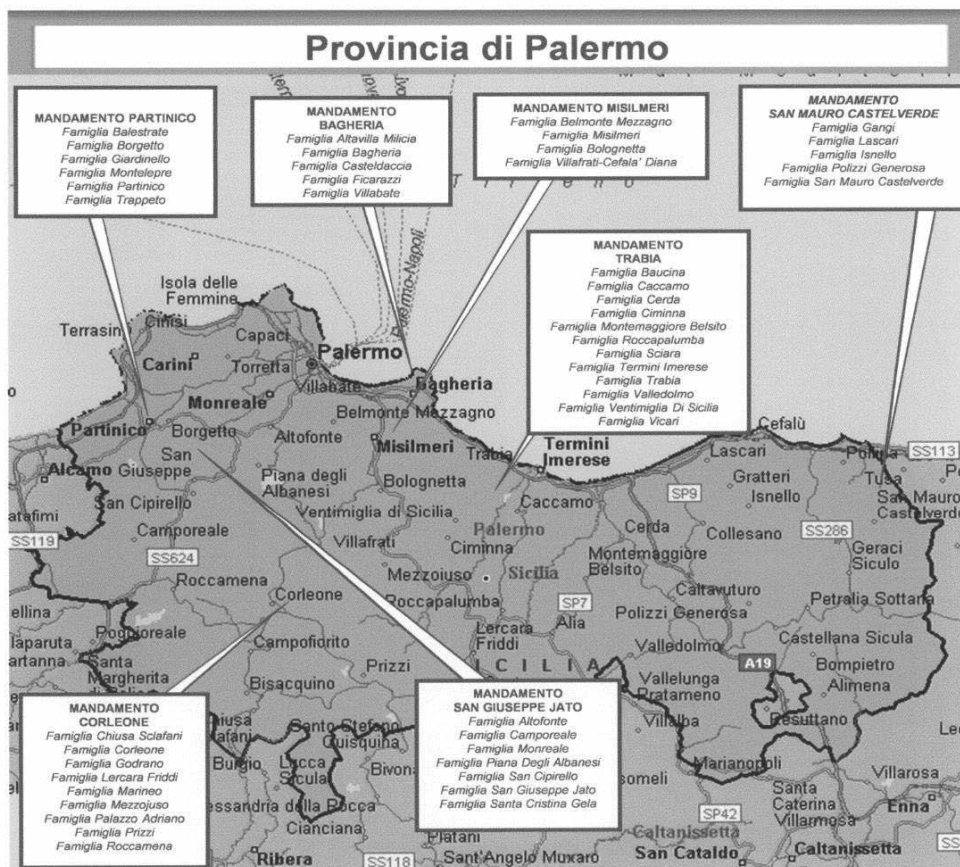 Provincia di Palermo
MANDAMENTO PARTINICO
Famiglia Balestrate
Famiglia Borgetto
Famiglia Giardinello
Famiglia Montelepre
Famiglia Partinico
Famiglia Trappeto
MANDAMENTO
BAGHERIA
Famiglia Altavilla Milicia
Famiglia Bagheria
Famiglia Casteldaccia
Famiglia Ficarazzi
Famiglia Villabate
MANDAMENTO MISILMERI
Famiglia Belmonte Mezzagno
Famiglia Misilmeri
Famiglia Bolognetta
Famiglia Villafrati-Cefala' Diana
MANDAMENTO
SAN MAURO CASTELVERDE
Famiglia Gangi
Famiglia Lascari
Famiglia Isnello
Famiglia Polizzi Generosa
Famiglia San Mauro Castelverde
MANDAMENTO
TRABIA
Famiglia Baucina
Famiglia Caccamo
Famiglia Cerda
Famiglia Ciminna
Famiglia Montemaggiore Belsito
Famiglia Roccapalumba
Famiglia Sciara
Famiglia Termini Imerese
Famiglia Trabia
Famiglia Valledolmo
Famiglia Ventimiglia Di Sicilia
Famiglia Vicari
Palermo-Napoli
Isola delle
Femmine
Terrasin
Cinisi
Capaci
Carini
Torretta
Palermo
Villabate
Bagheria
Monreale
Belmonte Mezzagno
Partinico
Borgetto
Altofonte
Misilmeri
Trabia
Termini
Imerese
Cefalù
Lascari
Pollina
SS113
Alcamo
San
Giuseppe
Piana degli
Albanesi
Bolognetta
Caccamo
SP9
Gratteri
Isnello
Tusa
San Mauro
Castelverde
San Cipirello
Ventimiglia di Sicilia
Palermo
Cerda
Collesano
SS286
SS119
Camporeale
Villafrati
Ciminna
Montemaggiore
Belsito
Geraci
Siculo
SS624
Roccamena
Mezzoiuso
Sicilia
Caltavuturo
Corleone
Roccapalumba
SP7
Alia
Polizzi Generosa
Petralia Sottana
Poggioreale
Campofiorito
Lercara
Friddi
Valledolmo
Castellana Sicula
Santa
Margherita
Prizzi
ICILIA
A19
Bompietro
Alimena
Bisacquino
Vallelunga
Pratameno
Villalba
Resuttano
MANDAMENTO
CORLEONE
Famiglia Chiusa Sclafani
Famiglia Corleone
Famiglia Godrano
Famiglia Lercara Friddi
Famiglia Marineo
Famiglia Mezzojuso
Famiglia Palazzo Adriano
Famiglia Prizzi
Famiglia Roccamena
MANDAMENTO
SAN GIUSEPPE JATO
Famiglia Altofonte
Famiglia Camporeale
Famiglia Monreale
Famiglia Piana Degli Albanesi
Famiglia San Cipirello
Famiglia San Giuseppe Jato
Famiglia Santa Cristina Gela
Santo Stefano
Quisquina
Burgio
Lucca
Sicula
Bivona
Marianopoli
Villarosa
Santa
Caterina
Villarmosa
Enna
SP42
Cianciana
Platani
Caltanissetta
Ribera
SS118
Sant'Angelo Muxaro
San Cataldo
Caltanissetta